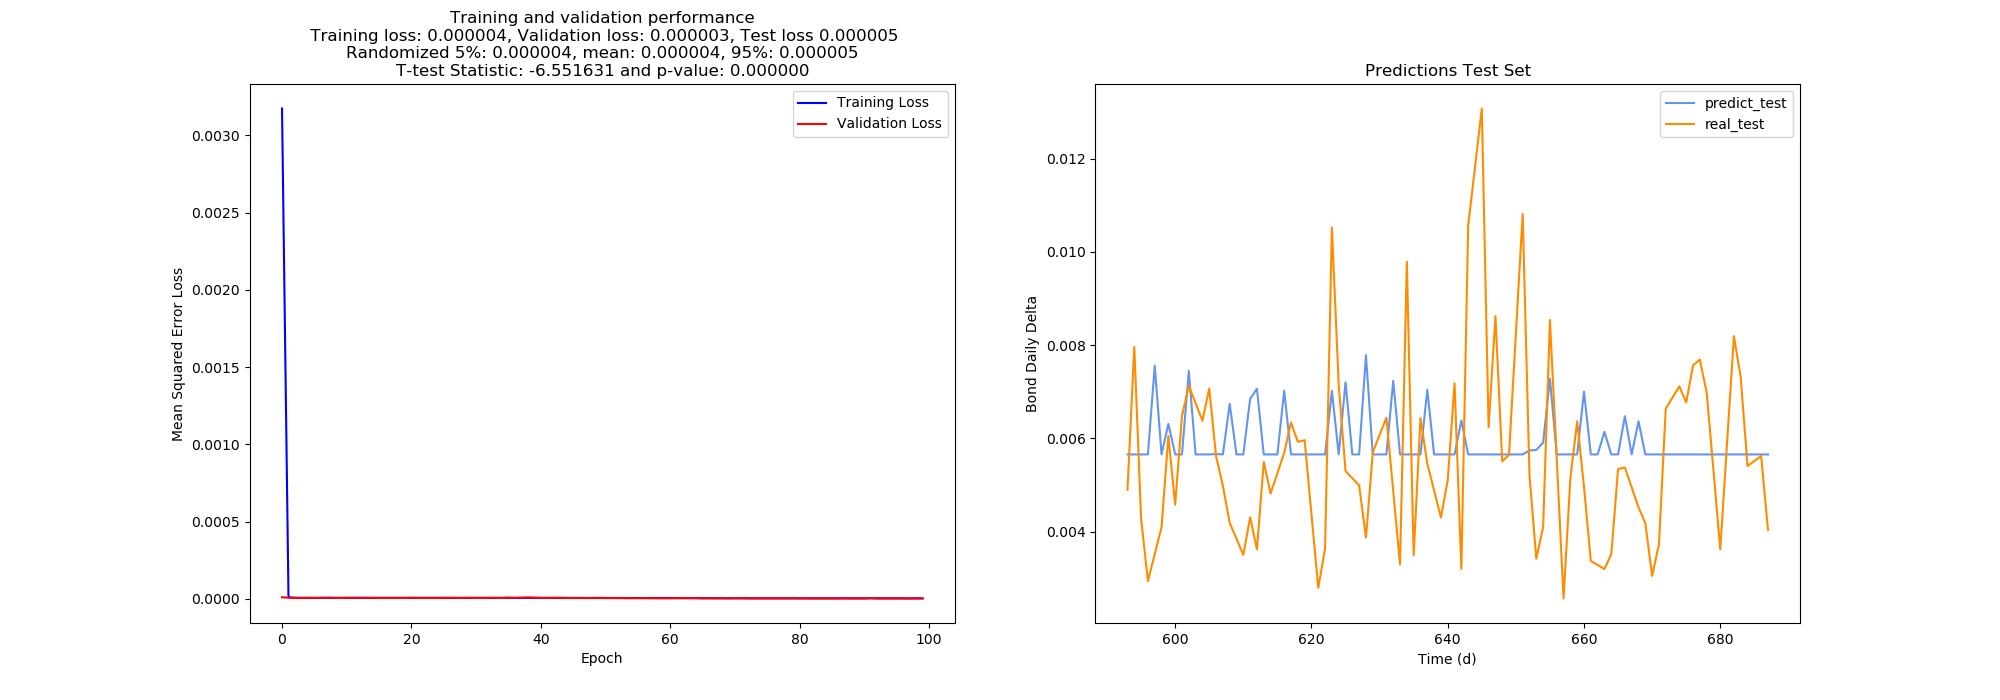 Training and validation performance
Training loss: 0.000004, Validation loss: 0.000003, Test loss 0.000005
Randomized 5%: 0.000004, mean: 0.000004, 95%: 0.000005
T-test Statistic: -6.551631 and p-value: 0.000000
Training Loss
Validation Loss
0.0030
0.0025
0.0020
0.0015
0.0010
0.0005
0.0000
Mean Squared Error Loss
0 20 40 60 80 100
Epoch
Predictions Test Set
predict_test
real_test
0.012
0.010
0.008
0.006
0.004
Bond Daily Delta
600 620 640 660 680
Time (d)